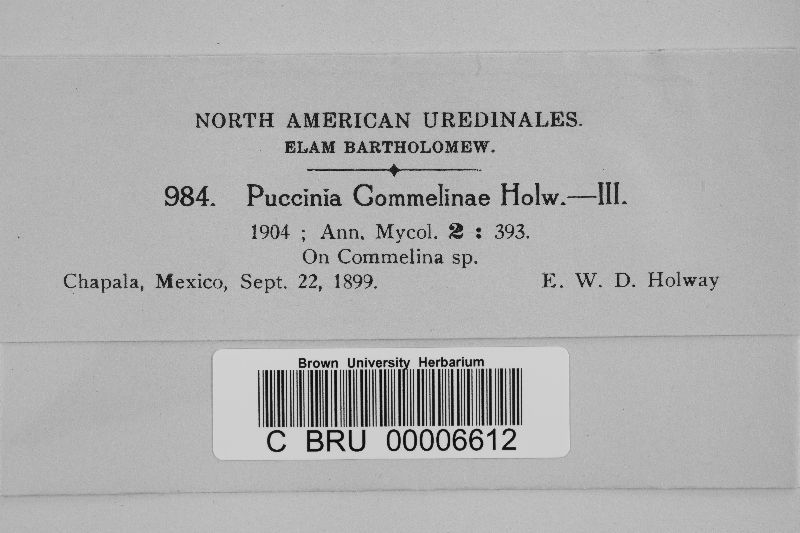 NORTH AMERICAN UREDINALES.
ELAM BARTHOLOMEW.
984. Puccinia Commelinae Holw.—III.
1904 ; Ann. Mycol. 2 : 393.
On Commelina sp.
Chapala, Mexico, Sept. 22, 1899. E. W. D. Holway
Brown University Herbarium
C BRU 00006612